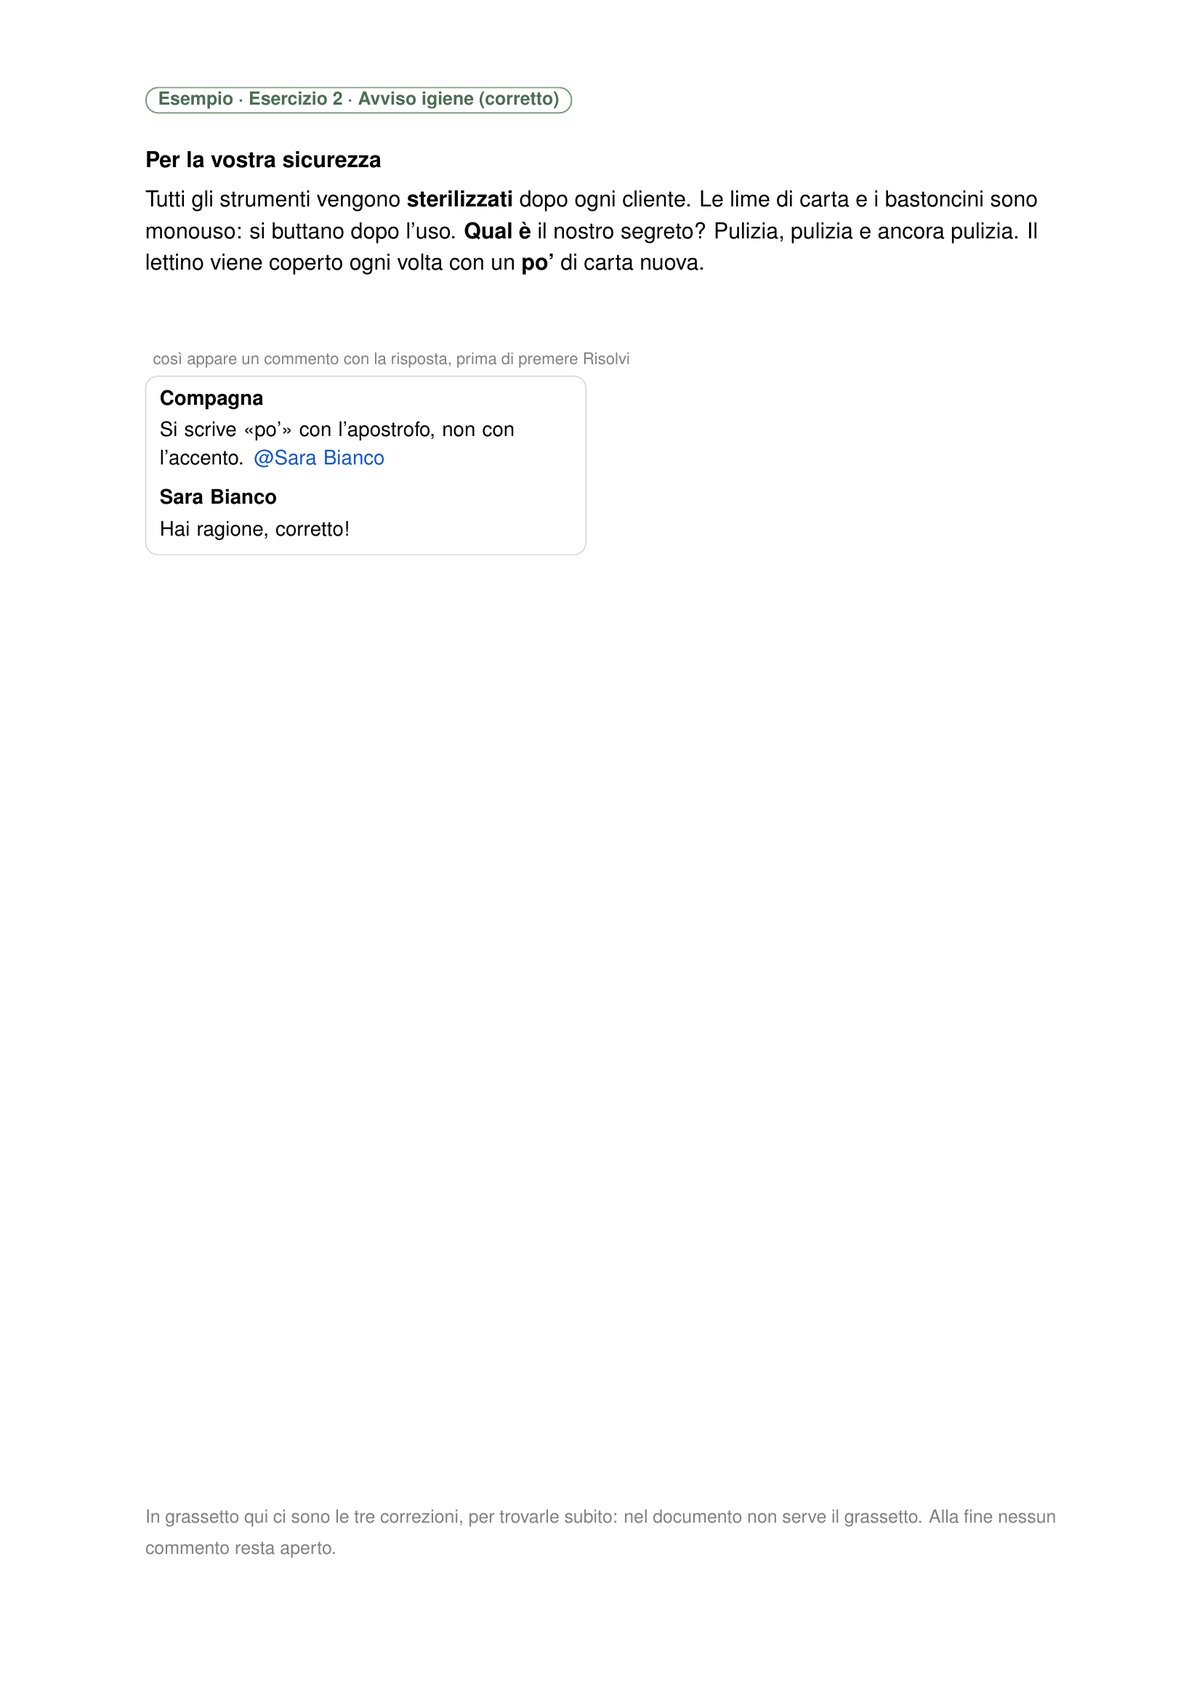 Esempio · Esercizio 2 · Avviso igiene (corretto)
Per la vostra sicurezza
Tutti gli strumenti vengono sterilizzati dopo ogni cliente. Le lime di carta e i bastoncini sono
monouso: si buttano dopo l’uso. Qual è il nostro segreto? Pulizia, pulizia e ancora pulizia. Il
lettino viene coperto ogni volta con un po’ di carta nuova.
così appare un commento con la risposta, prima di premere Risolvi
Compagna
Si scrive «po’» con l’apostrofo, non con
l’accento. @Sara Bianco
Sara Bianco
Hai ragione, corretto!
In grassetto qui ci sono le tre correzioni, per trovarle subito: nel documento non serve il grassetto. Alla fine nessun
commento resta aperto.